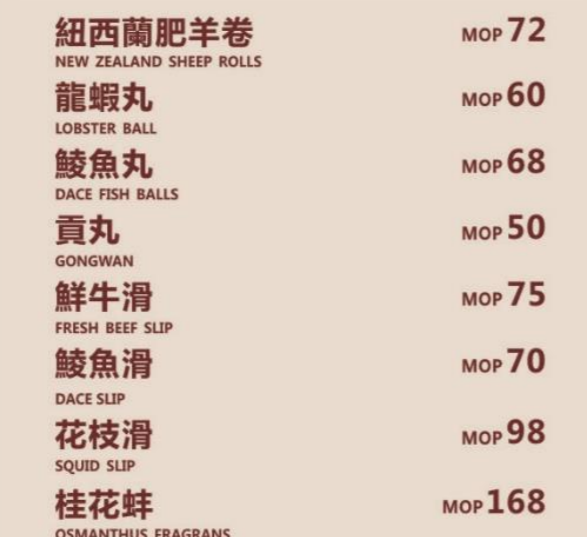 紐西蘭肥羊卷 MOP 72
NEW ZEALAND SHEEP ROLLS
龍蝦丸 MOP 60
LOBSTER BALL
鯪魚丸 MOP 68
DACE FISH BALLS
貢丸 MOP 50
GONGWAN
鮮牛滑 MOP 75
FRESH BEEF SLIP
鯪魚滑 MOP 70
DACE SLIP
花枝滑 MOP 98
SQUID SLIP
桂花蚌 MOP 168
OSMANTHUS FRAGRANS